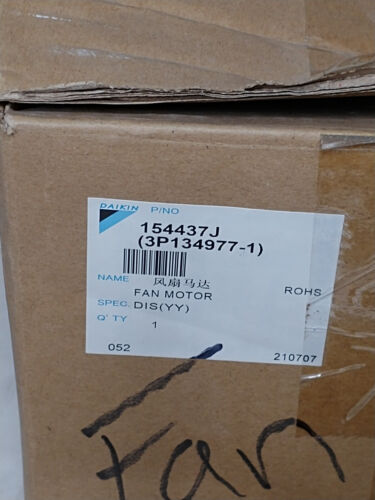 DAIKIN P/NO
154437J
(3P134977-1)
NAME 风扇马达
FAN MOTOR ROHS
SPEC. DIS(YY)
Q' TY 1
052 210707
Fan